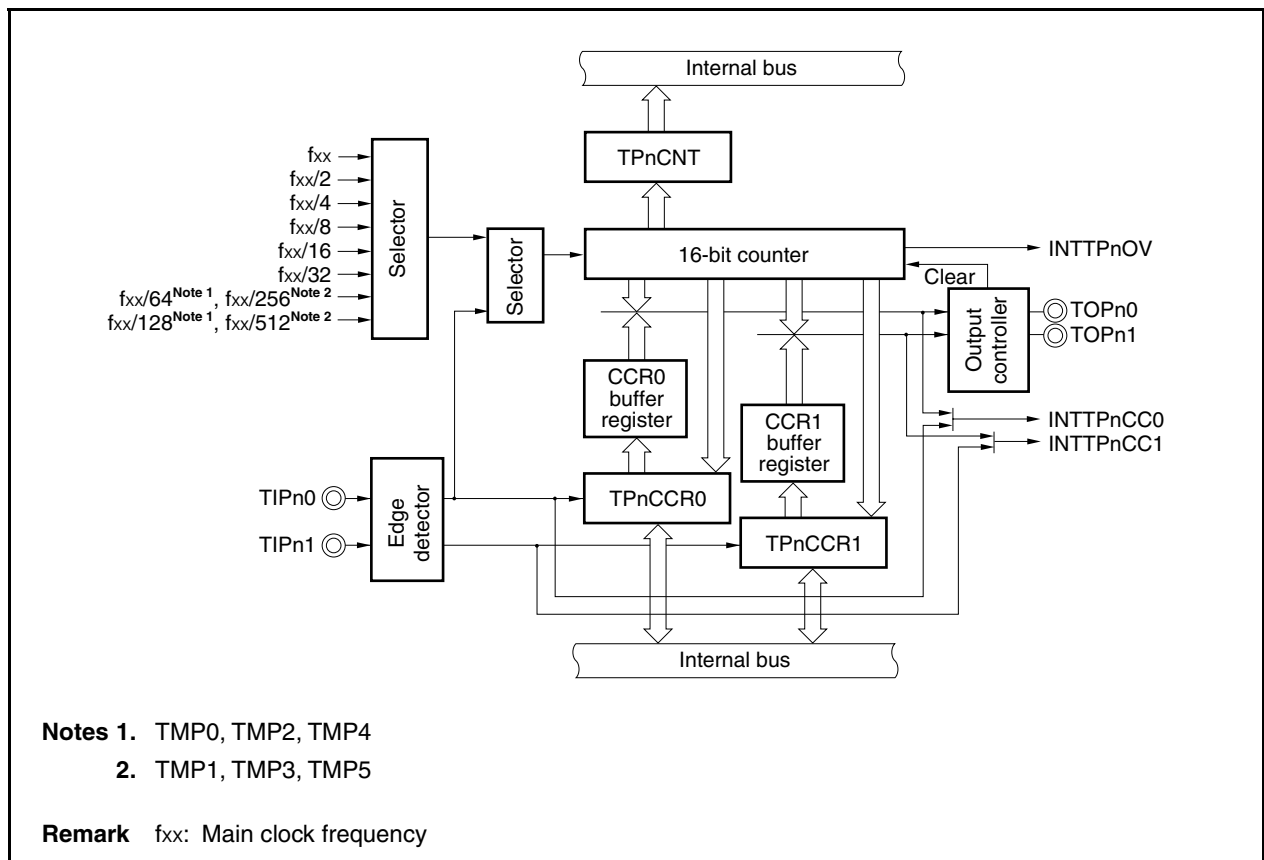 Internal bus
TPnCNT
fxx
fxx/2
fxx/4
fxx/8
fxx/16
fxx/32
fxx/64Note 1, fxx/256Note 2
fxx/128Note 1, fxx/512Note 2
Selector
Selector
16-bit counter
INTTPnOV
Clear
Output
controller
TOPn0
TOPn1
CCR0
buffer
register
CCR1
buffer
register
INTTPnCC0
INTTPnCC1
TIPn0
TIPn1
Edge
detector
TPnCCR0
TPnCCR1
Internal bus
Notes 1. TMP0, TMP2, TMP4
2. TMP1, TMP3, TMP5
Remark fxx: Main clock frequency